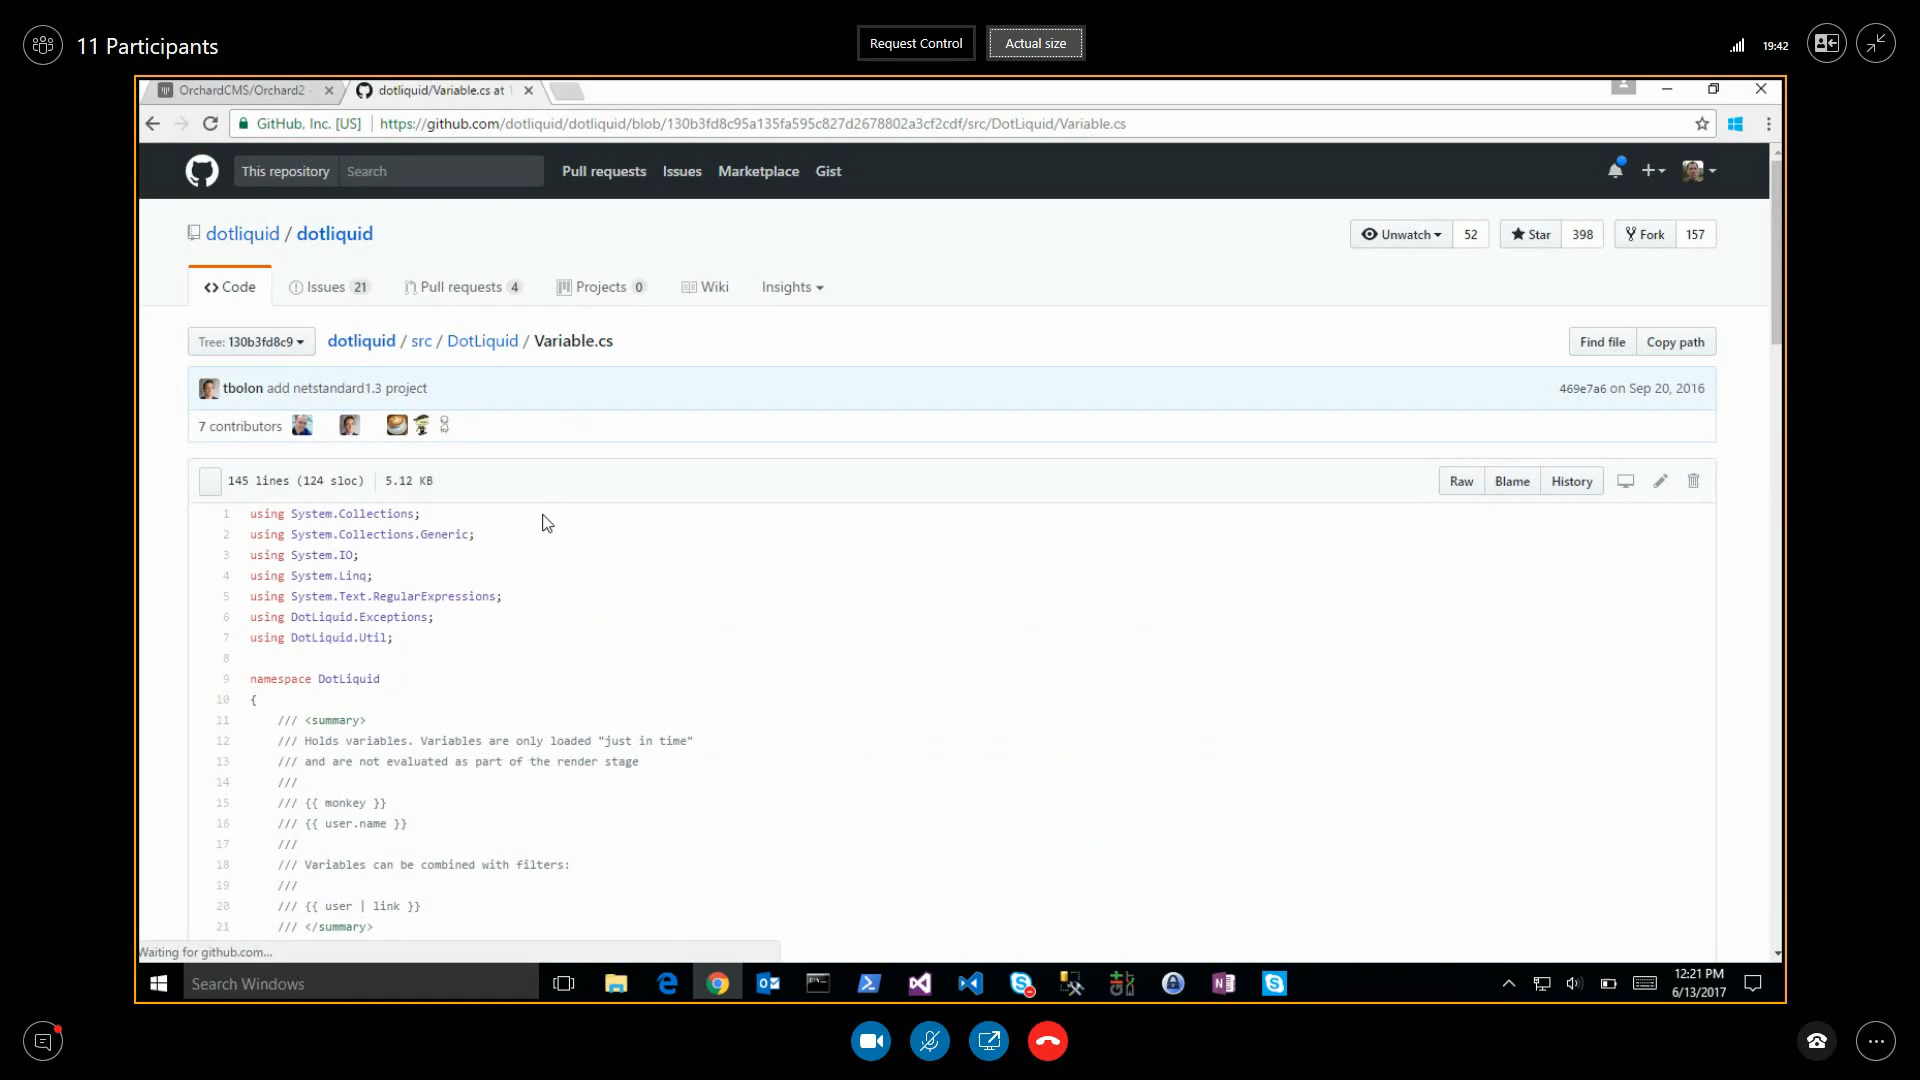 11 Participants
Request Control
Actual size
19:42
OrchardCMS/Orchard2 -
dotliquid/Variable.cs at 1
GitHub, Inc. [US]
https://github.com/dotliquid/dotliquid/blob/130b3fd8c95a135fa595c827d2678802a3cf2cdf/src/DotLiquid/Variable.cs
This repository
Search
Pull requests
Issues
Marketplace
Gist
dotliquid / dotliquid
Unwatch
52
Star
398
Fork
157
Code
Issues 21
Pull requests 4
Projects 0
Wiki
Insights
Tree: 130b3fd8c9
dotliquid / src / DotLiquid / Variable.cs
Find file
Copy path
tbolon add netstandard1.3 project
469e7a6 on Sep 20, 2016
7 contributors
145 lines (124 sloc)
5.12 KB
Raw
Blame
History
1 using System.Collections;
2 using System.Collections.Generic;
3 using System.IO;
4 using System.Linq;
5 using System.Text.RegularExpressions;
6 using DotLiquid.Exceptions;
7 using DotLiquid.Util;
8
9 namespace DotLiquid
10 {
11 /// <summary>
12 /// Holds variables. Variables are only loaded "just in time"
13 /// and are not evaluated as part of the render stage
14 ///
15 /// {{ monkey }}
16 /// {{ user.name }}
17 ///
18 /// Variables can be combined with filters:
19 ///
20 /// {{ user | link }}
21 /// </summary>
Waiting for github.com...
Search Windows
12:21 PM
6/13/2017